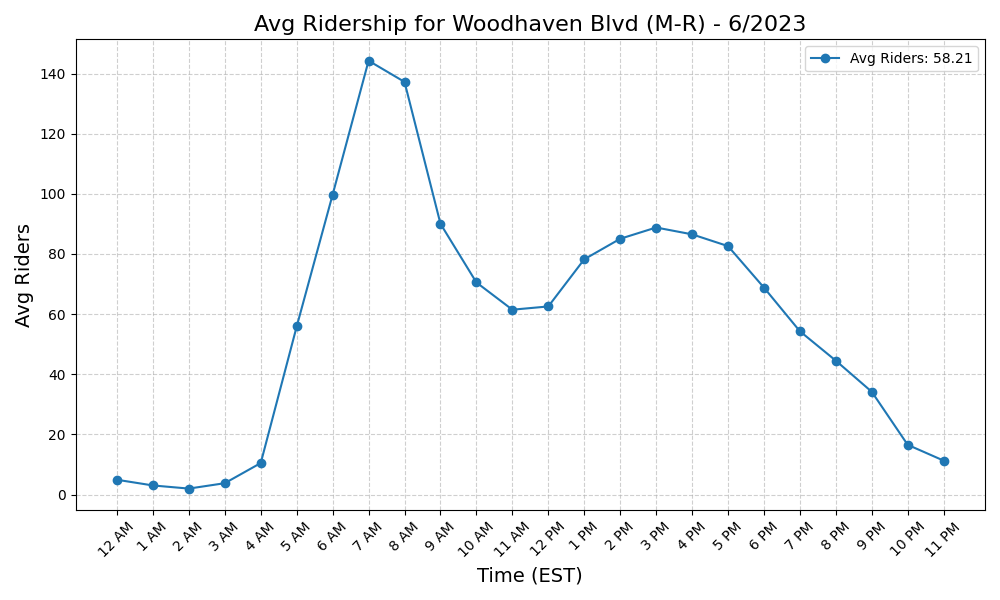 Avg Ridership for Woodhaven Blvd (M-R) - 6/2023
Avg Riders: 58.21
Avg Riders
140
120
100
80
60
40
20
0
12 AM
1 AM
2 AM
3 AM
4 AM
5 AM
6 AM
7 AM
8 AM
9 AM
10 AM
11 AM
12 PM
1 PM
2 PM
3 PM
4 PM
5 PM
6 PM
7 PM
8 PM
9 PM
10 PM
11 PM
Time (EST)